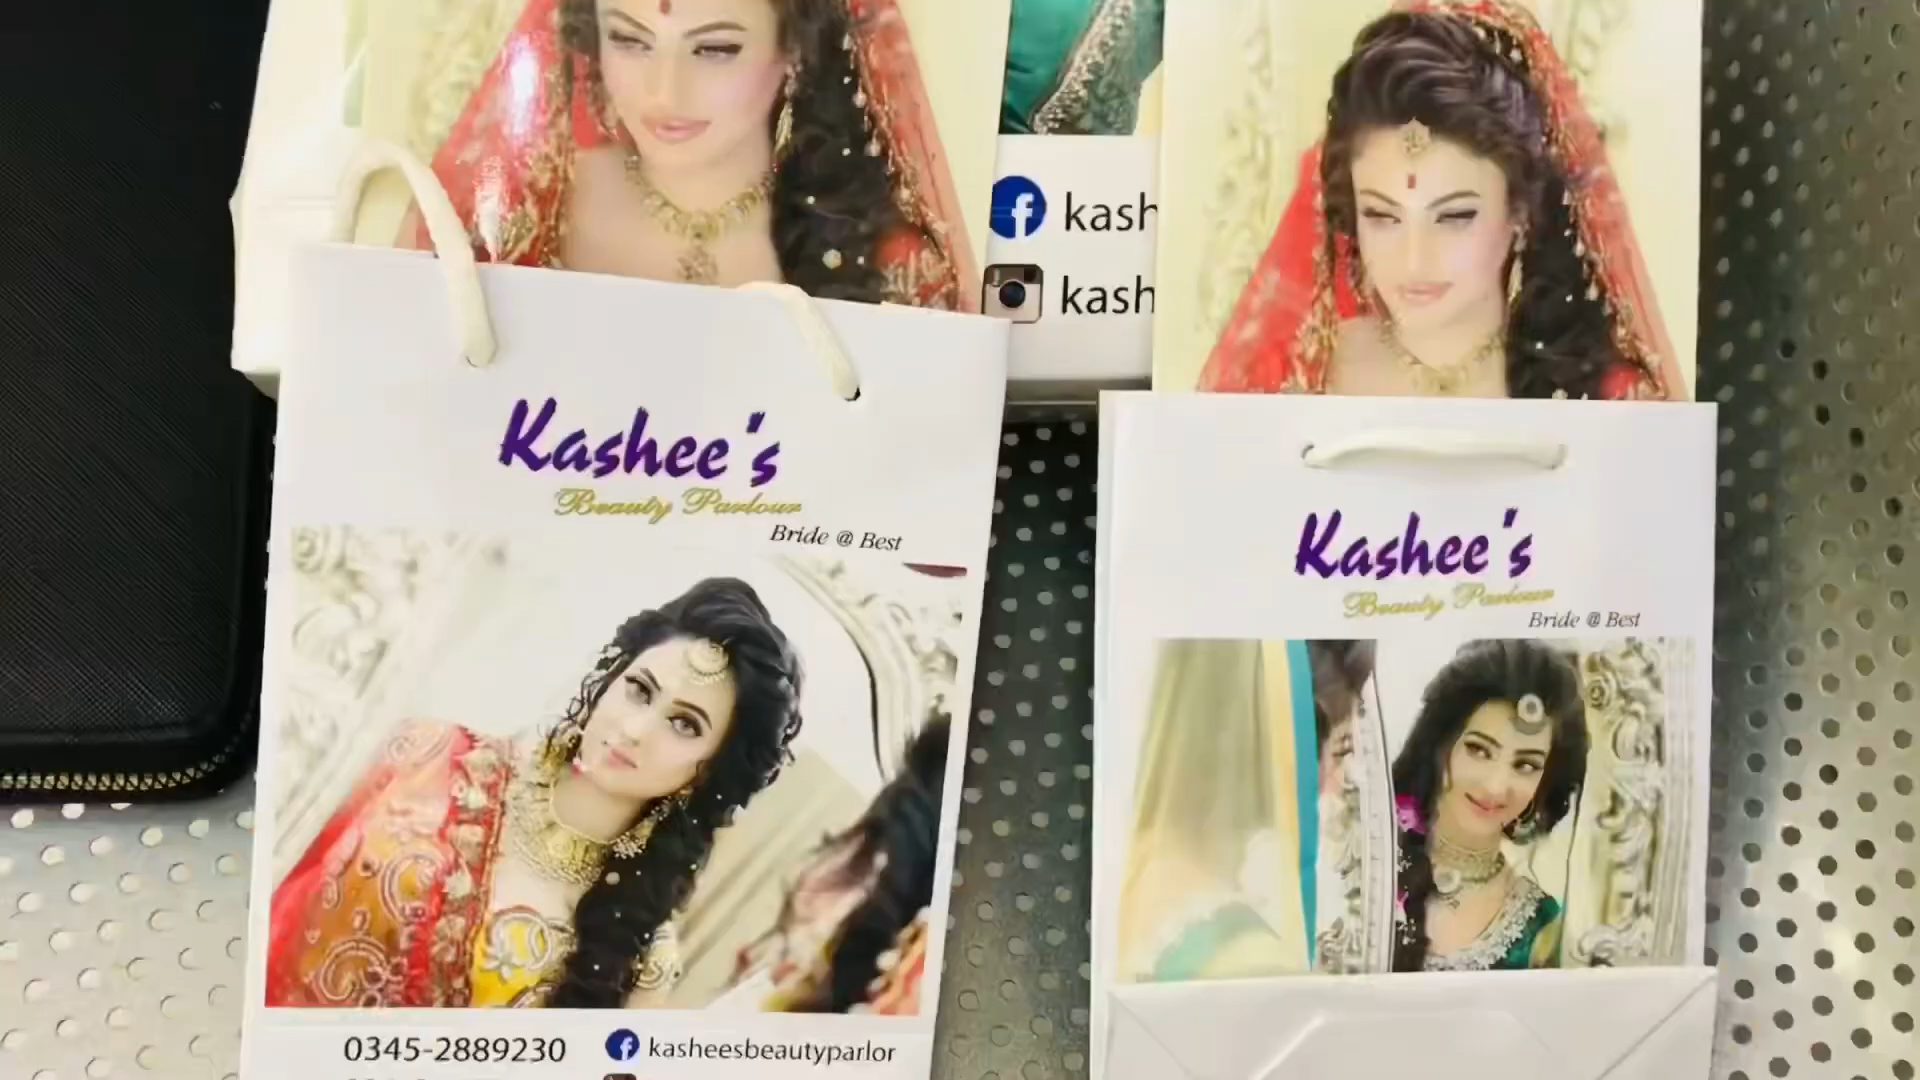 kash
kash
Kashee's
Beauty Parlour
Bride @ Best
0345-2889230
kasheesbeautyparlor
Kashee's
Beauty Parlour
Bride @ Best